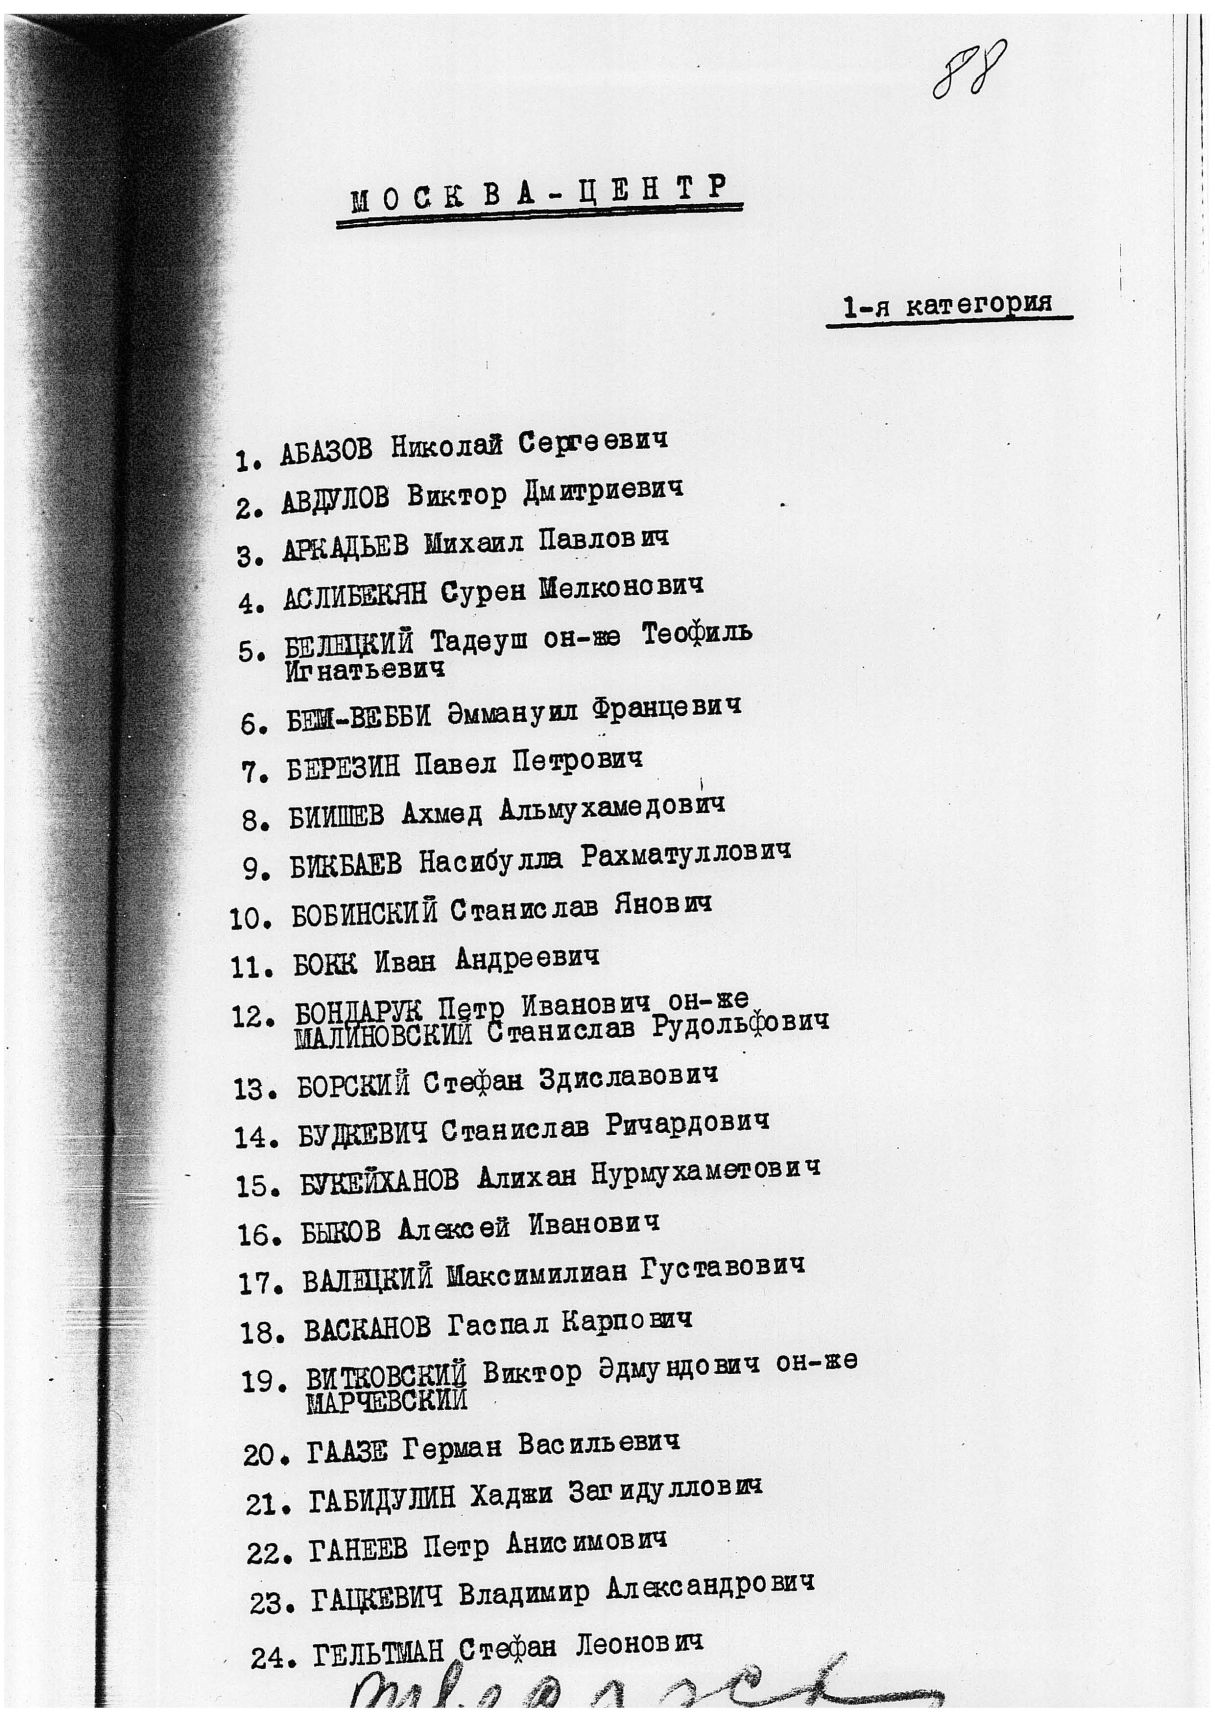 88
МОСКВА-ЦЕНТР
1-я категория
1. АБАЗОВ Николай Сергеевич
2. АВДУЛОВ Виктор Дмитриевич
3. АРКАДЬЕВ Михаил Павлович
4. АСЛИБЕКЯН Сурен Мелконович
5. БЕЛЕЦКИЙ Тадеуш он-же Теофиль
Игнатьевич
6. БЕМ-ВЕББИ Эммануил Францевич
7. БЕРЕЗИН Павел Петрович
8. БИИШЕВ Ахмед Альмухамедович
9. БИКБАЕВ Насибулла Рахматуллович
10. БОБИНСКИЙ Станислав Янович
11. БОКК Иван Андреевич
12. БОНДАРУК Петр Иванович он-же
МАЛИНОВСКИЙ Станислав Рудольфович
13. БОРСКИЙ Стефан Здиславович
14. БУДКЕВИЧ Станислав Ричардович
15. БУКЕЙХАНОВ Алихан Нурмухаметович
16. БЫКОВ Алексей Иванович
17. ВАЛЕЦКИЙ Максимилиан Густавович
18. ВАСКАНОВ Гаспал Карпович
19. ВИТКОВСКИЙ Виктор Эдмундович он-же
МАРЧЕВСКИЙ
20. ГААЗЕ Герман Васильевич
21. ГАБИДУЛИН Хаджи Загидуллович
22. ГАНЕЕВ Петр Анисимович
23. ГАЦКЕВИЧ Владимир Александрович
24. ГЕЛЬТМАН Стефан Леонович